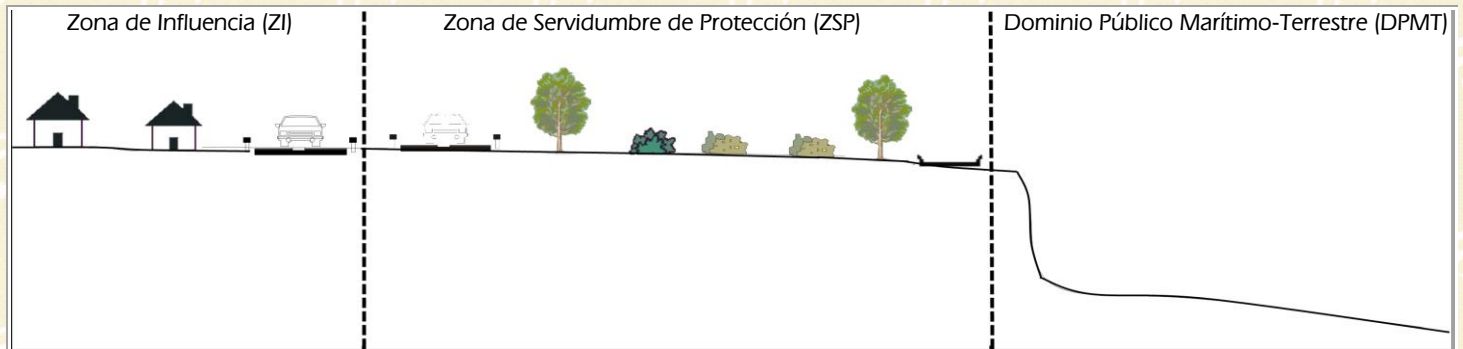 Zona de Influencia (ZI)
Zona de Servidumbre de Protección (ZSP)
Dominio Público Marítimo-Terrestre (DPMT)